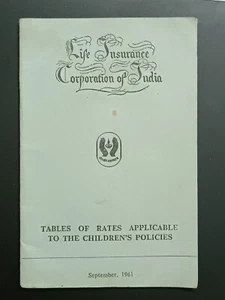 Life Insurance
Corporation of India
TABLES OF RATES APPLICABLE
TO THE CHILDREN'S POLICIES
September, 1961